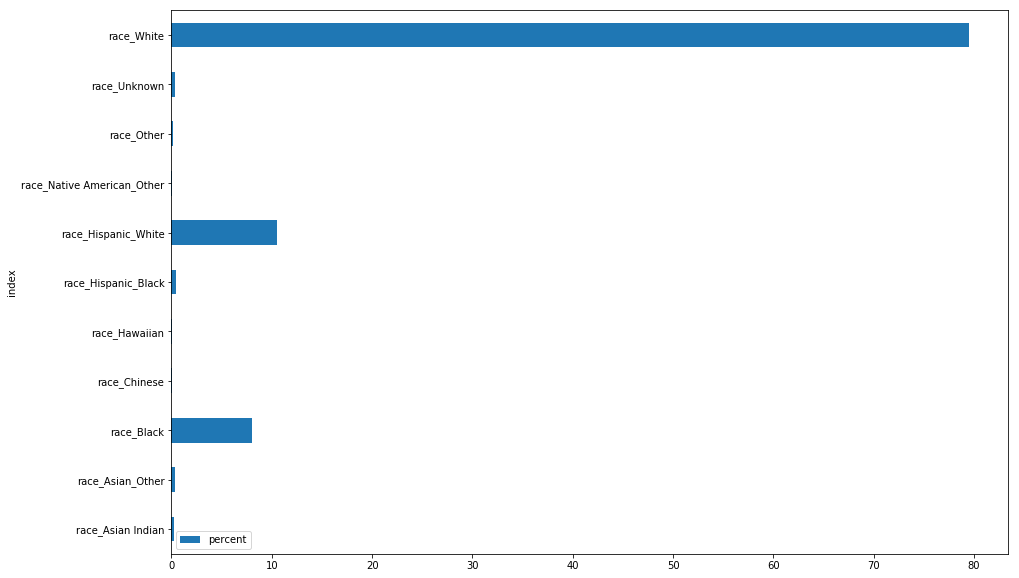 race_White
race_Unknown
race_Other
race_Native American_Other
race_Hispanic_White
race_Hispanic_Black
race_Hawaiian
race_Chinese
race_Black
race_Asian_Other
race_Asian Indian
index
percent
0 10 20 30 40 50 60 70 80